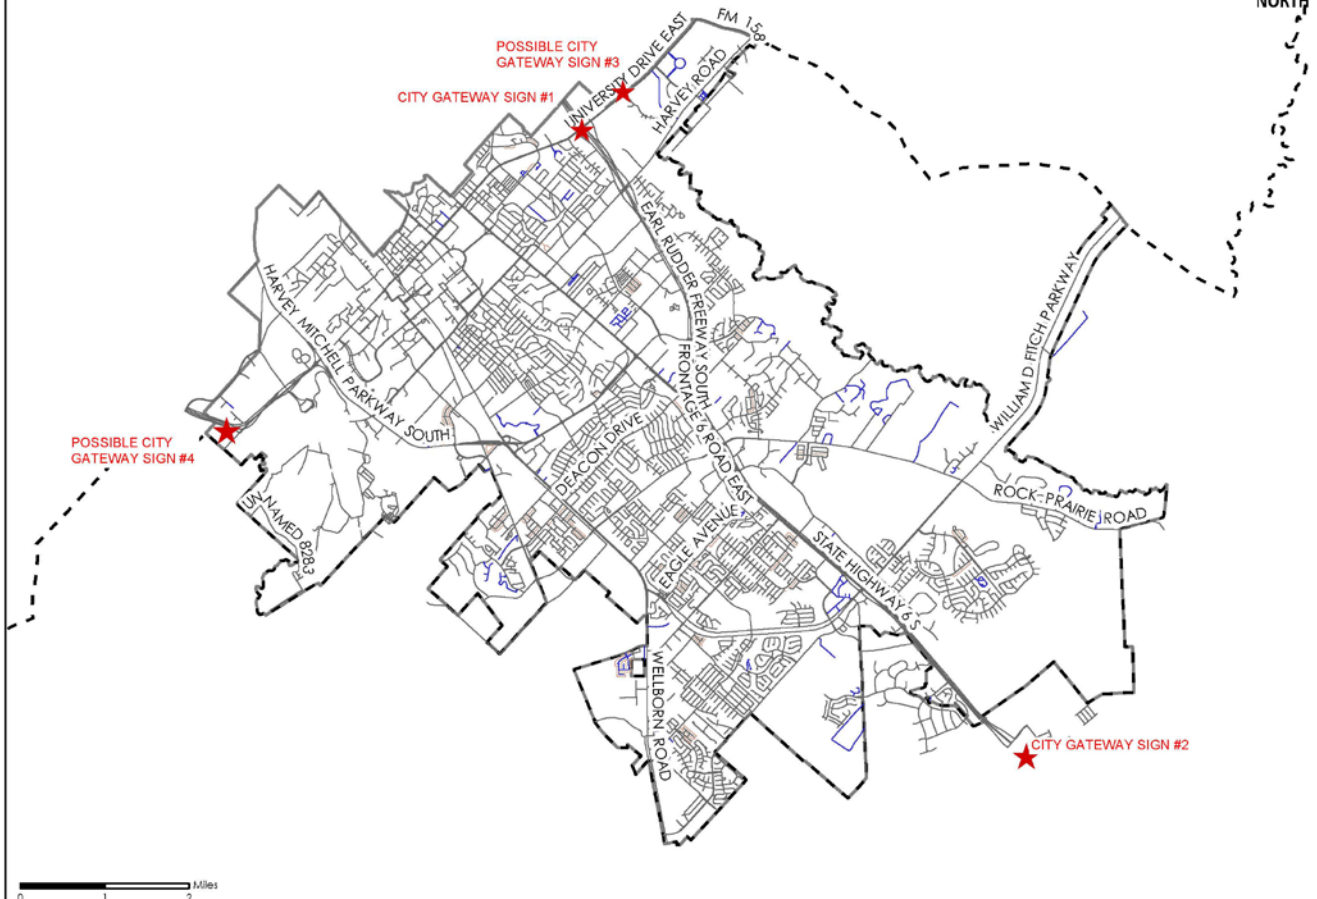 NORTH
FM 158
POSSIBLE CITY
GATEWAY SIGN #3
UNIVERSITY DRIVE EAST
HARVEY ROAD
CITY GATEWAY SIGN #1
EARL RUDDER FREEWAY SOUTH
HARVEY MITCHELL PARKWAY SOUTH
WILLIAM D FITCH PARKWAY
FRONTAGE 6 ROAD EAST
POSSIBLE CITY
GATEWAY SIGN #4
DEACON DRIVE
UNNAMED 8283
ROCK PRAIRIE ROAD
EAGLE AVENUE
STATE HIGHWAY 6 S
WELLBORN ROAD
CITY GATEWAY SIGN #2
Miles
0 1 2